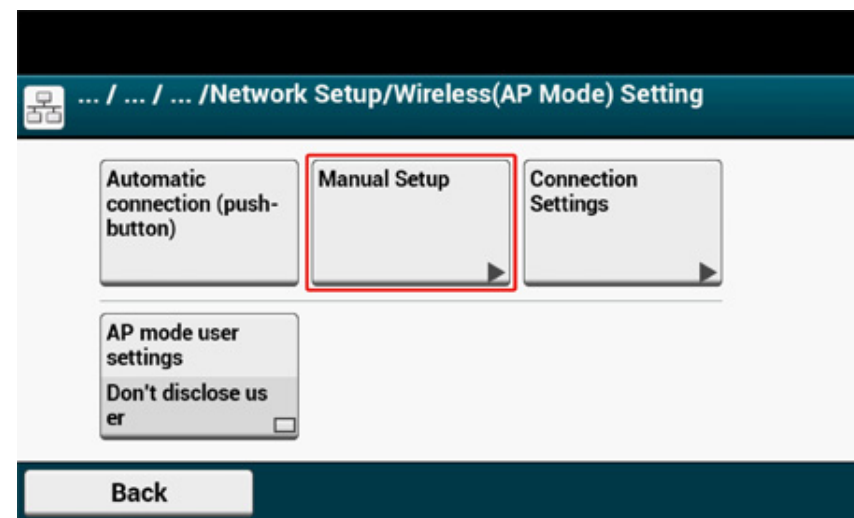 ... / ... / ... /Network Setup/Wireless(AP Mode) Setting
Automatic
connection (push-
button)
Manual Setup
Connection
Settings
AP mode user
settings
Don't disclose us
er
Back